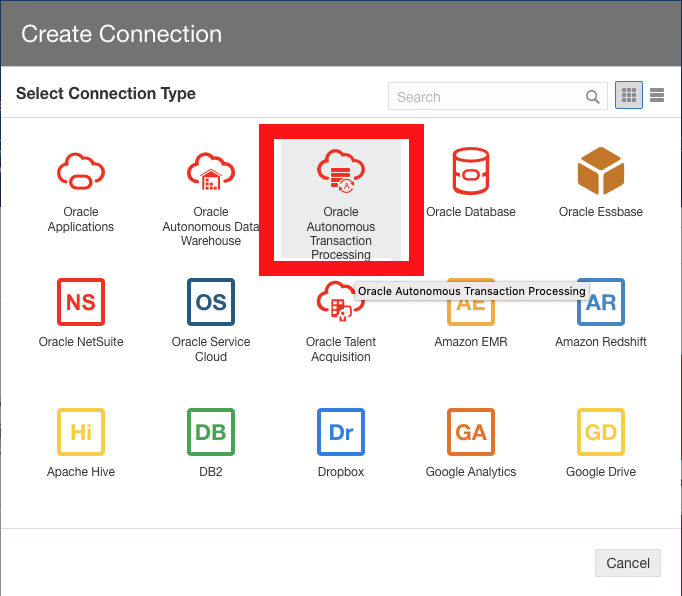 Create Connection
Select Connection Type
Search
Oracle
Applications
Oracle
Autonomous Data
Warehouse
Oracle
Autonomous
Transaction
Processing
Oracle Database
Oracle Essbase
Oracle Autonomous Transaction Processing
NS
Oracle NetSuite
OS
Oracle Service
Cloud
Oracle Talent
Acquisition
AE
Amazon EMR
AR
Amazon Redshift
Hi
Apache Hive
DB
DB2
Dr
Dropbox
GA
Google Analytics
GD
Google Drive
Cancel